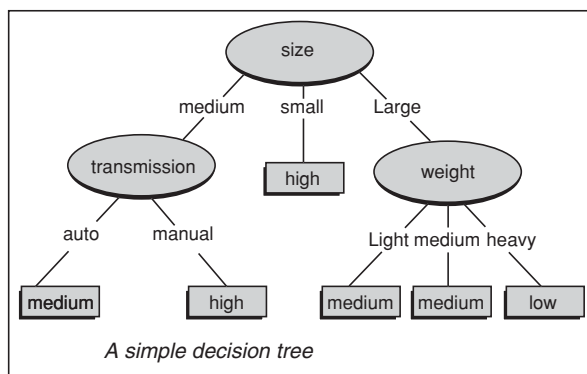 size
medium small Large
transmission
high
weight
auto manual
Light medium heavy
medium high medium medium low
A simple decision tree